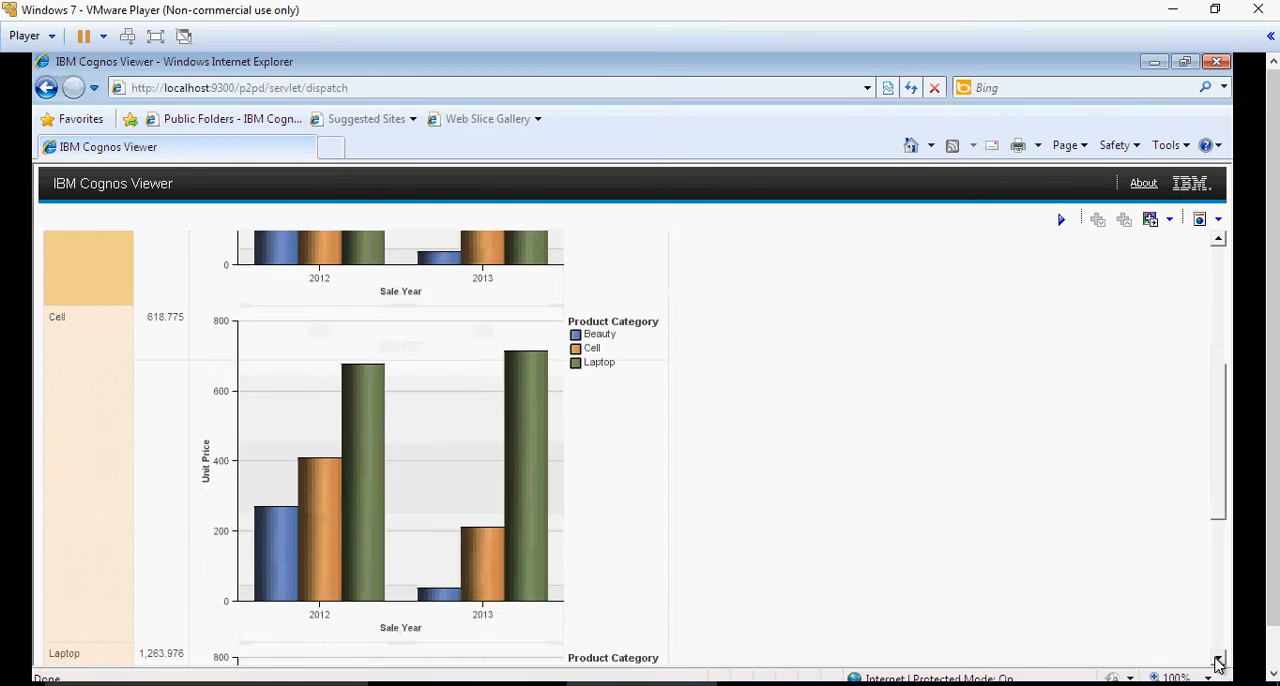 Windows 7 - VMware Player (Non-commercial use only)
Player
IBM Cognos Viewer - Windows Internet Explorer
http://localhost:9300/p2pd/servlet/dispatch
Bing
Favorites
Public Folders - IBM Cogn...
Suggested Sites
Web Slice Gallery
IBM Cognos Viewer
Page
Safety
Tools
IBM Cognos Viewer
About
IBM.
0
2012
2013
Sale Year
Cell
618.775
800
600
400
200
0
Unit Price
Product Category
Beauty
Cell
Laptop
2012
2013
Sale Year
Laptop
1,263.976
800
Product Category
Done
Internet | Protected Mode: On
100%